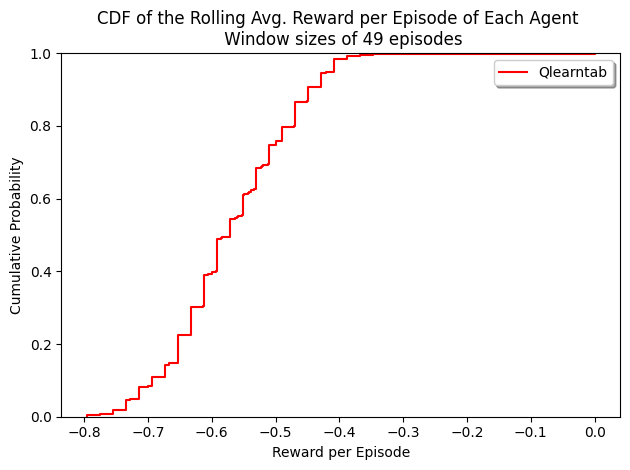 CDF of the Rolling Avg. Reward per Episode of Each Agent
Window sizes of 49 episodes
Qlearntab
Cumulative Probability
1.0
0.8
0.6
0.4
0.2
0.0
−0.8 −0.7 −0.6 −0.5 −0.4 −0.3 −0.2 −0.1 0.0
Reward per Episode